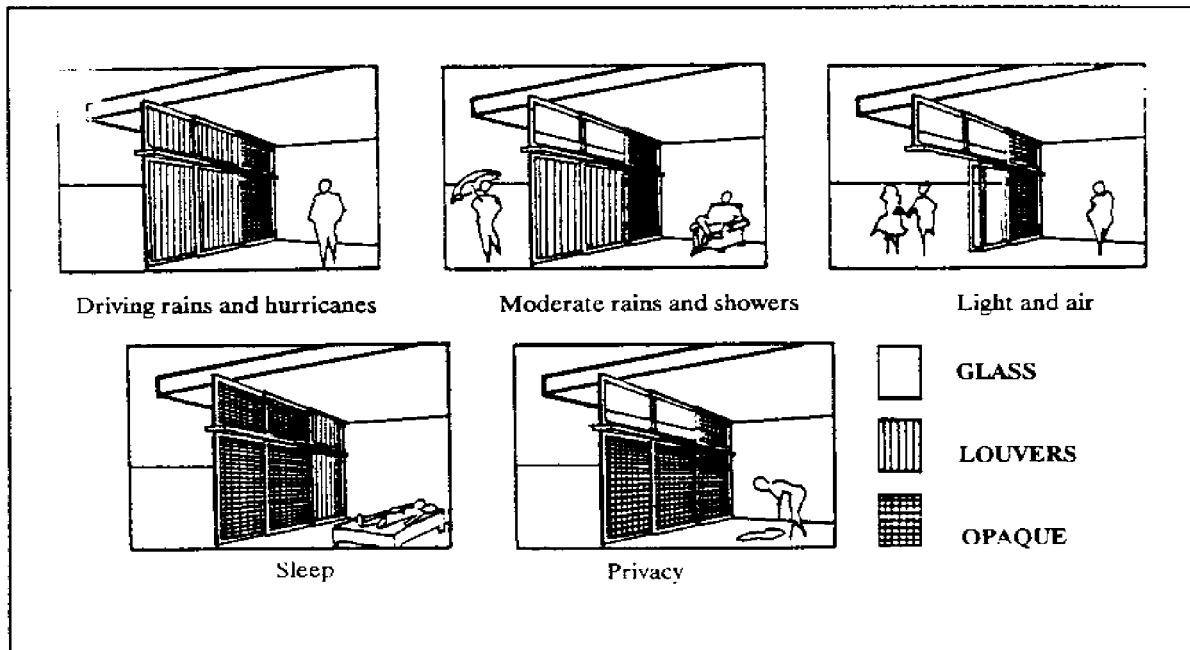 Driving rains and hurricanes
Moderate rains and showers
Light and air
GLASS
LOUVERS
OPAQUE
Sleep
Privacy